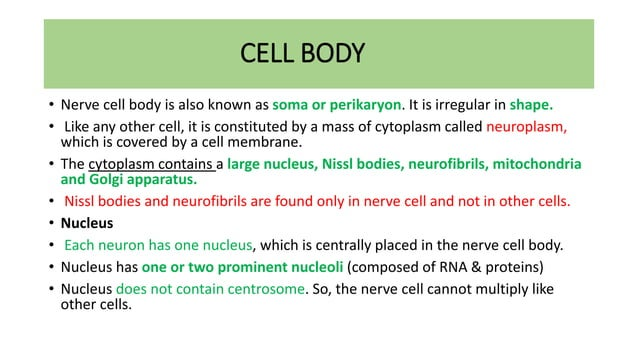 CELL BODY
• Nerve cell body is also known as soma or perikaryon. It is irregular in shape.
• Like any other cell, it is constituted by a mass of cytoplasm called neuroplasm,
which is covered by a cell membrane.
• The cytoplasm contains a large nucleus, Nissl bodies, neurofibrils, mitochondria
and Golgi apparatus.
• Nissl bodies and neurofibrils are found only in nerve cell and not in other cells.
• Nucleus
• Each neuron has one nucleus, which is centrally placed in the nerve cell body.
• Nucleus has one or two prominent nucleoli (composed of RNA & proteins)
• Nucleus does not contain centrosome. So, the nerve cell cannot multiply like
other cells.